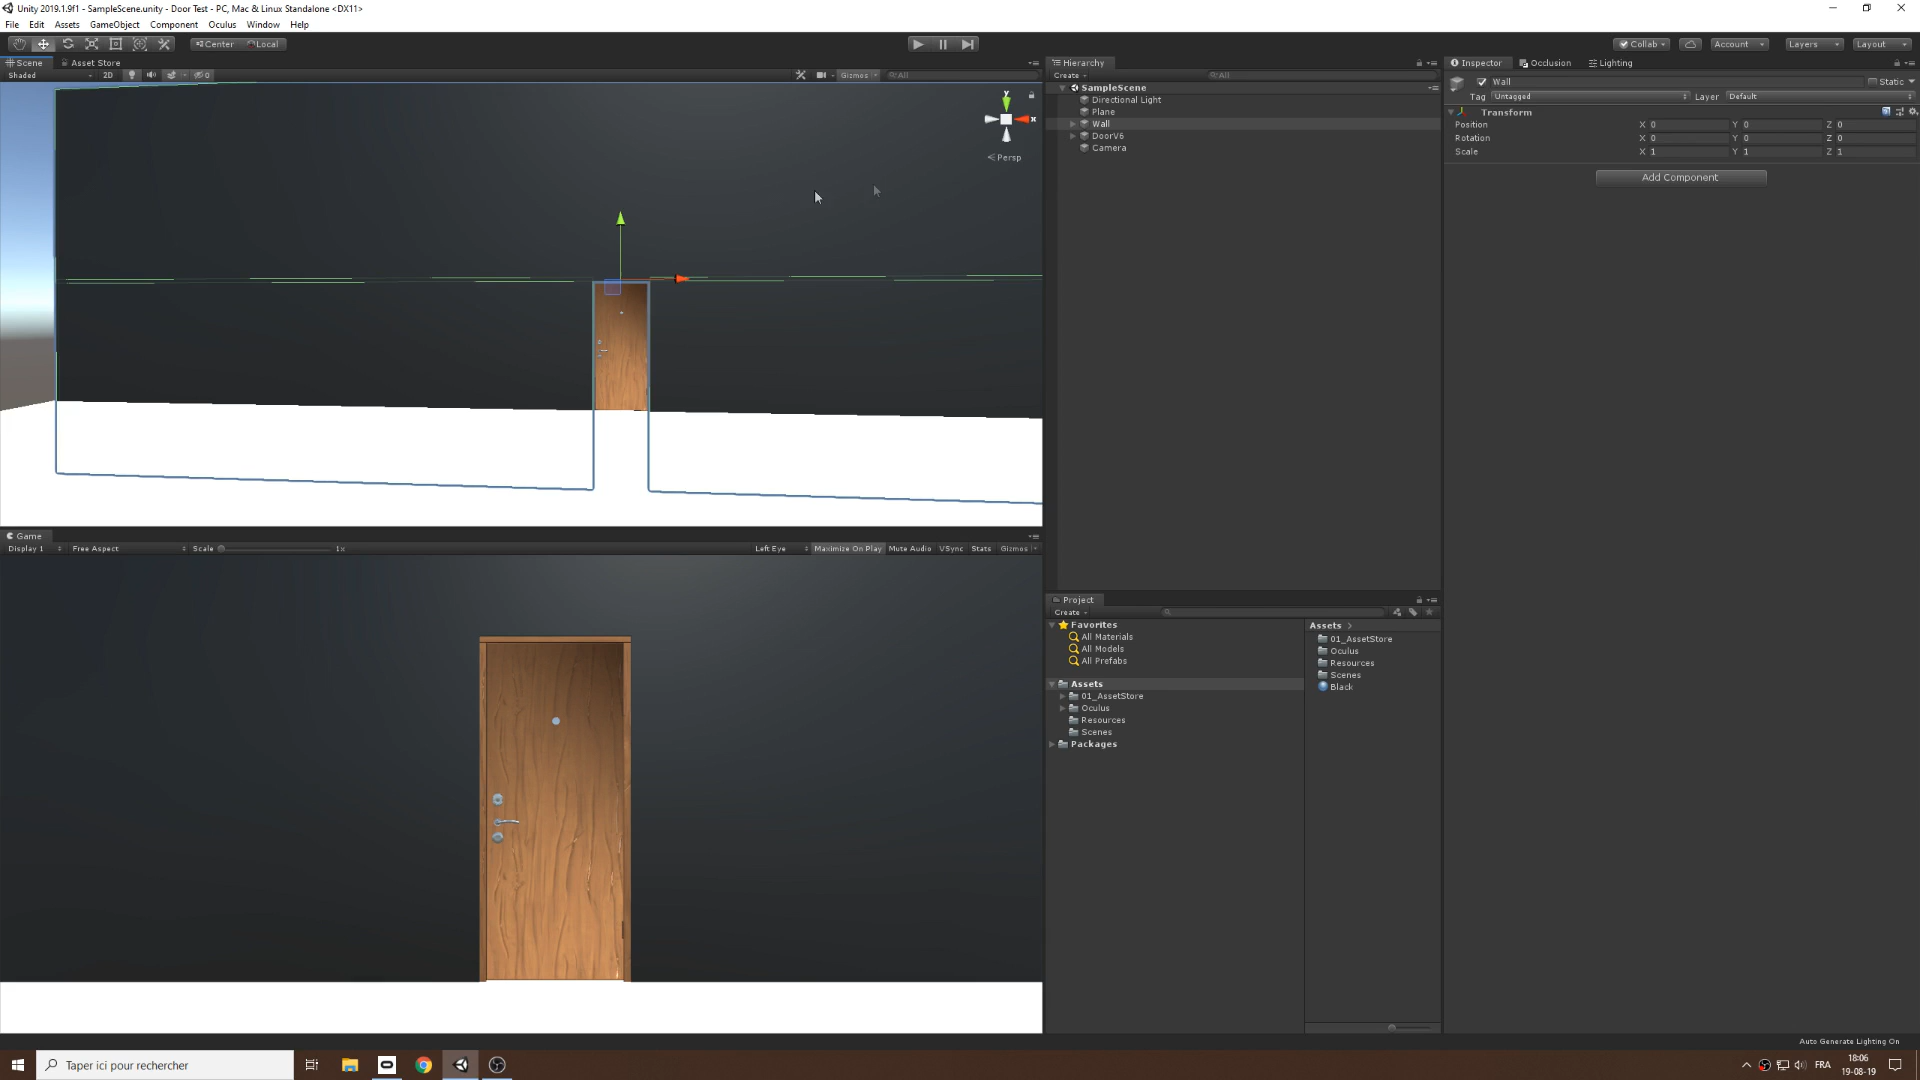 Unity 2019.1.9f1 - SampleScene.unity - Door Test - PC, Mac & Linux Standalone <DX11>
File Edit Assets GameObject Component Oculus Window Help
Center Local
Collab Account Layers Layout
Scene Asset Store
Shaded 2D 0 Gizmos All
y
x
Persp
Game
Display 1 Free Aspect Scale 1x Left Eye Maximize On Play Mute Audio VSync Stats Gizmos
Hierarchy
Create All
SampleScene
Directional Light
Plane
Wall
DoorV6
Camera
Project
Create
Favorites
All Materials
All Models
All Prefabs
Assets
01_AssetStore
Oculus
Resources
Scenes
Packages
Assets
01_AssetStore
Oculus
Resources
Scenes
Black
Inspector Occlusion Lighting
Wall Static
Tag Untagged Layer Default
Transform
Position X 0 Y 0 Z 0
Rotation X 0 Y 0 Z 0
Scale X 1 Y 1 Z 1
Add Component
Auto Generate Lighting On
Taper ici pour rechercher
FRA
18:06
19-08-19